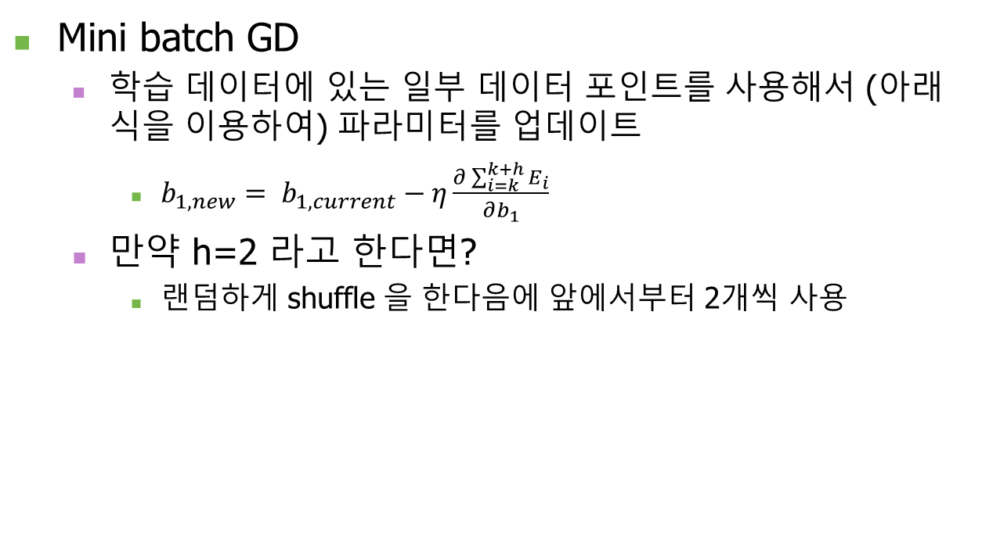 Mini batch GD
학습 데이터에 있는 일부 데이터 포인트를 사용해서 (아래
식을 이용하여) 파라미터를 업데이트
b_{1,new} = b_{1,current} − η \frac{∂ ∑_{i=k}^{k+h} E_i}{∂b_1}
만약 h=2 라고 한다면?
랜덤하게 shuffle 을 한다음에 앞에서부터 2개씩 사용